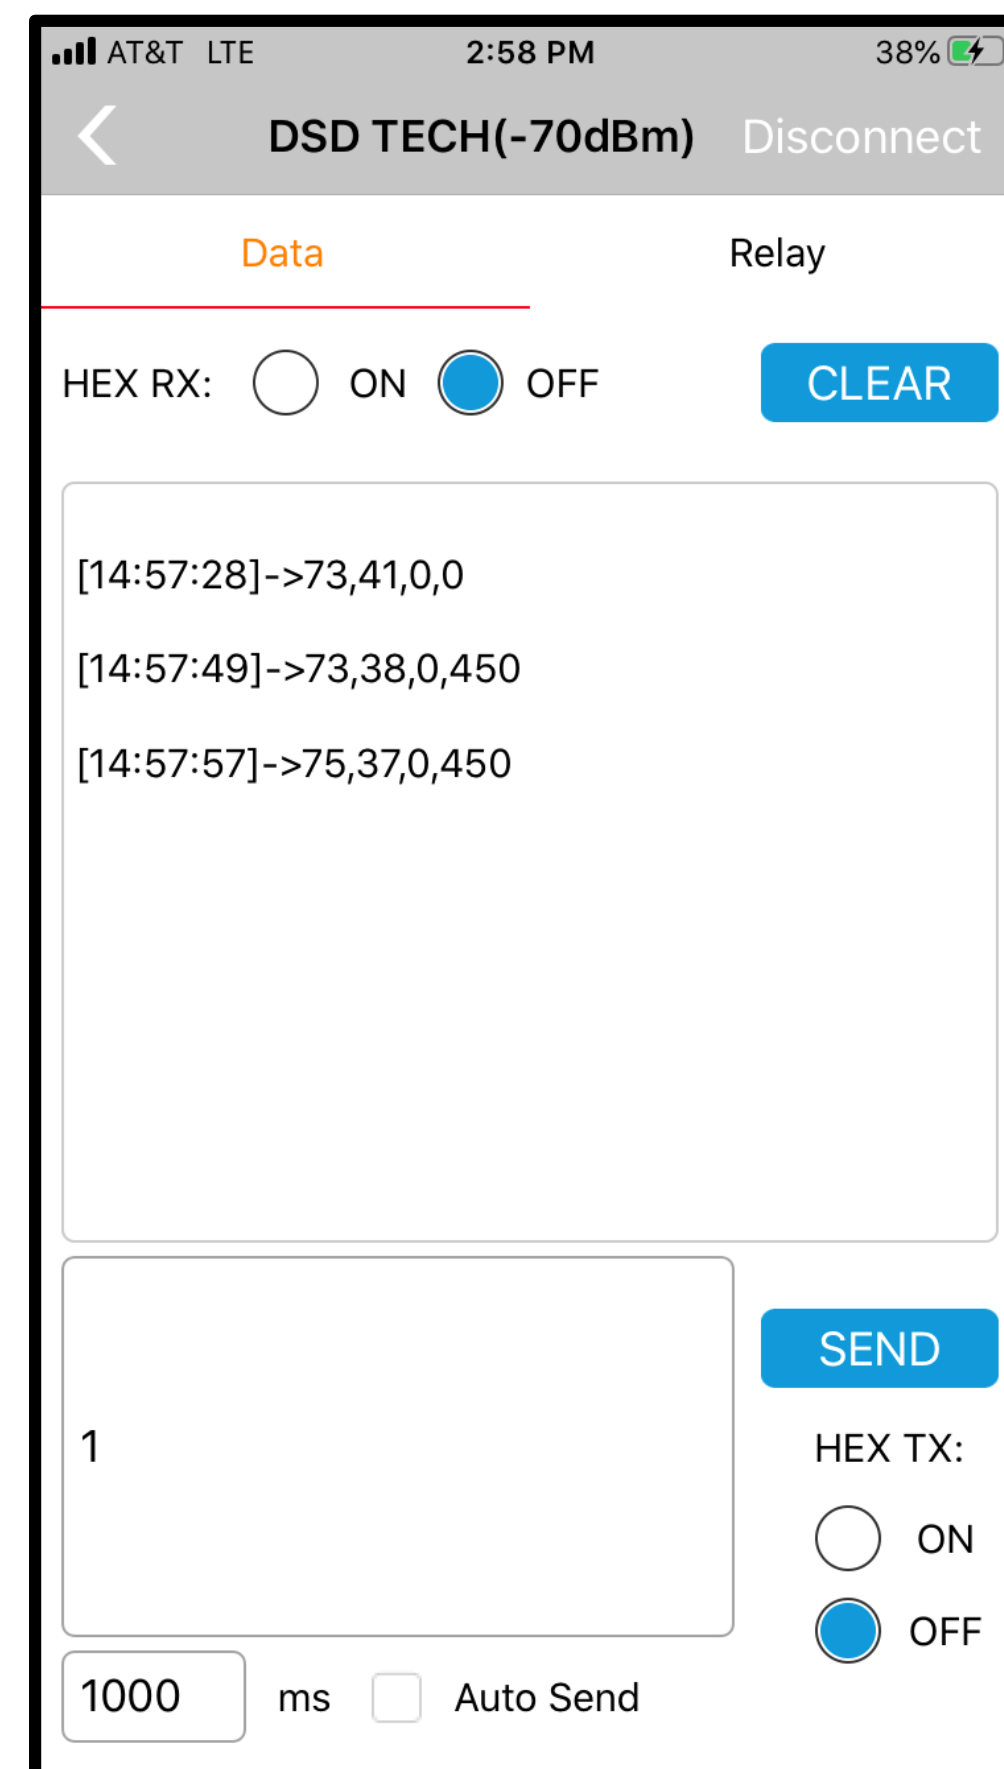 AT&T LTE 2:58 PM 38%
DSD TECH(-70dBm) Disconnect
Data Relay
HEX RX: ON OFF CLEAR
[14:57:28]->73,41,0,0
[14:57:49]->73,38,0,450
[14:57:57]->75,37,0,450
SEND
1
HEX TX:
ON
OFF
1000 ms Auto Send